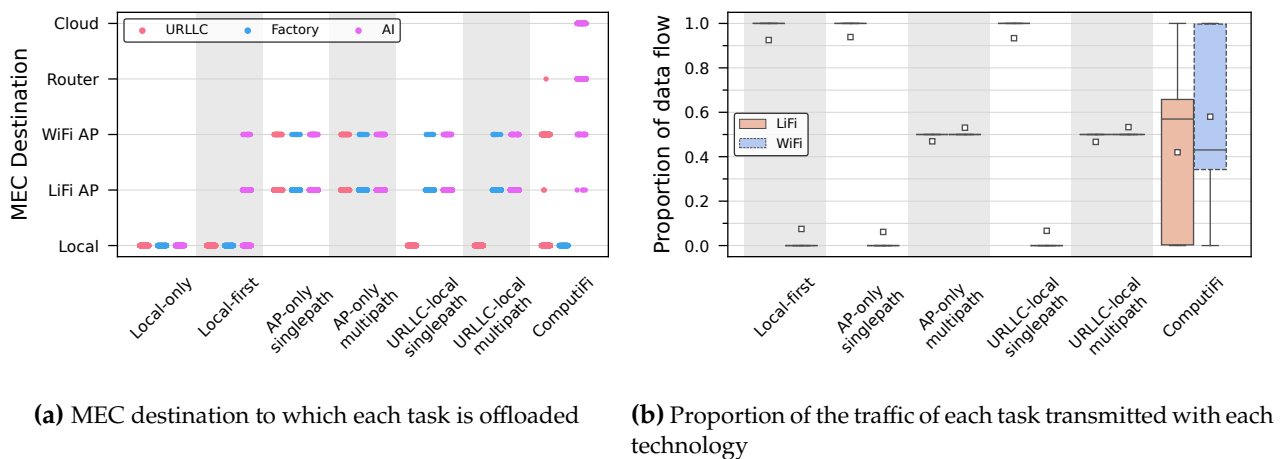 Cloud
Router
WiFi AP
LiFi AP
Local
MEC Destination
URLLC Factory AI
Local-only
Local-first
AP-only
singlepath
AP-only
multipath
URLLC-local
singlepath
URLLC-local
multipath
ComputiFi
(a) MEC destination to which each task is offloaded
1.0
0.8
0.6
0.4
0.2
0.0
Proportion of data flow
LiFi
WiFi
Local-first
AP-only
singlepath
AP-only
multipath
URLLC-local
singlepath
URLLC-local
multipath
ComputiFi
(b) Proportion of the traffic of each task transmitted with each
technology